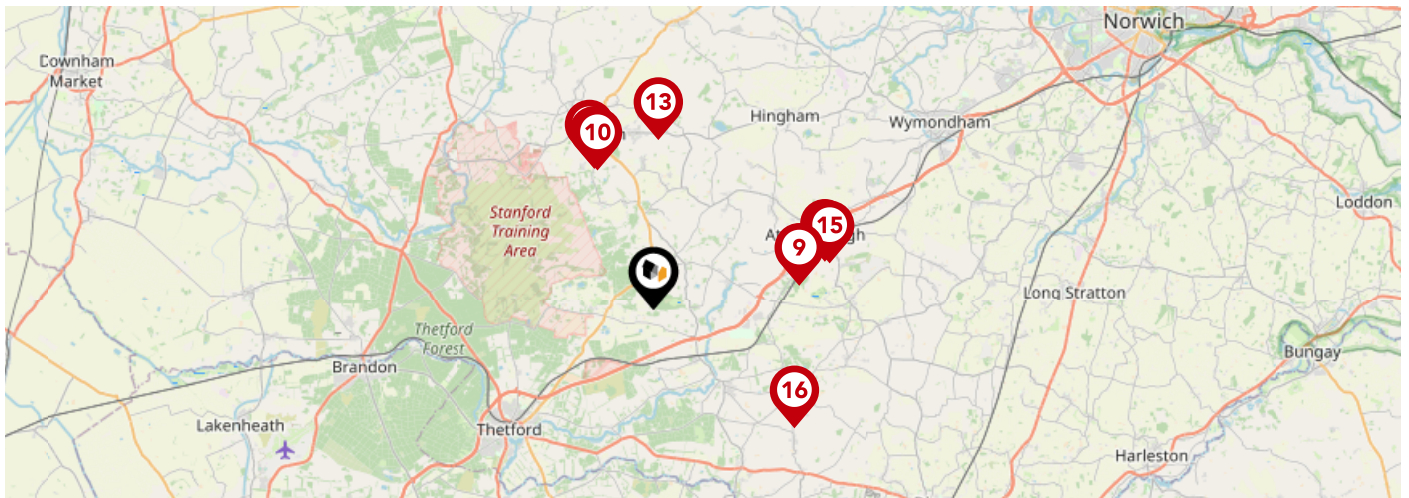 Norwich
Downham
Market
13
10
Hingham
Wymondham
Loddon
Stanford
Training
Area
15
9
Long Stratton
Thetford
Forest
Brandon
Bungay
16
Lakenheath
Thetford
Harleston